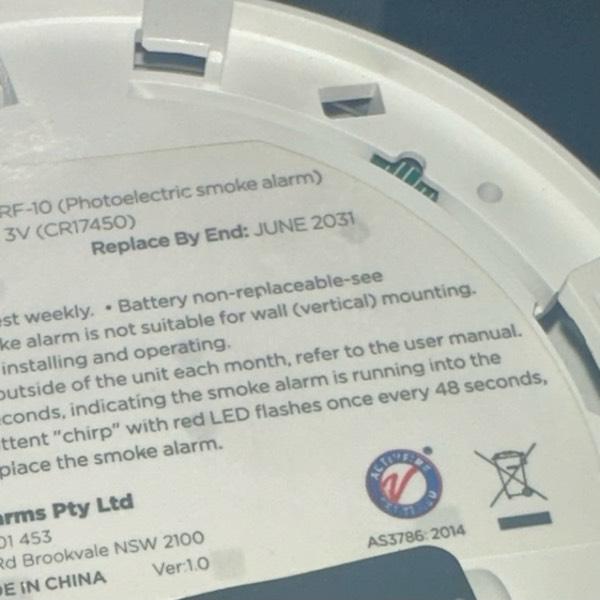 RF-10 (Photoelectric smoke alarm)
3V (CR17450)
Replace By End: JUNE 2031
est weekly. • Battery non-replaceable-see
ke alarm is not suitable for wall (vertical) mounting.
installing and operating.
outside of the unit each month, refer to the user manual.
conds, indicating the smoke alarm is running into the
ttent "chirp" with red LED flashes once every 48 seconds,
place the smoke alarm.
arms Pty Ltd
01 453
Rd Brookvale NSW 2100
DE IN CHINA
Ver:1.0
AS3786: 2014